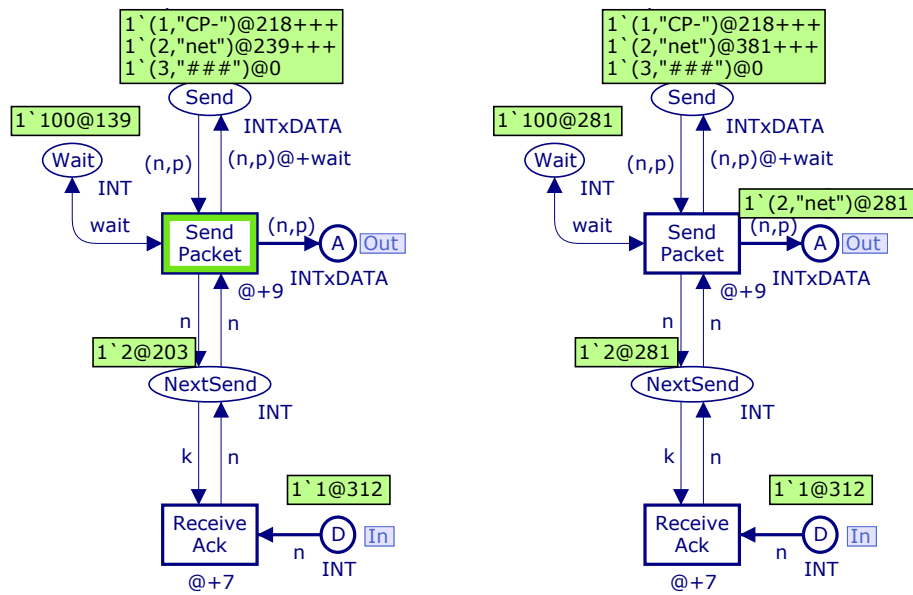 1`(1,"CP-")@218+++
1`(2,"net")@239+++
1`(3,"###")@0
Send
1`100@139
INTxDATA
Wait
(n,p)
(n,p)@+wait
INT
wait
Send
Packet
(n,p)
A
Out
INTxDATA
@+9
n
n
1`2@203
NextSend
INT
k
n
1`1@312
Receive
Ack
n
D
In
INT
@+7
1`(1,"CP-")@218+++
1`(2,"net")@381+++
1`(3,"###")@0
Send
1`100@281
INTxDATA
Wait
(n,p)
(n,p)@+wait
INT
1`(2,"net")@281
wait
Send
Packet
(n,p)
A
Out
INTxDATA
@+9
n
n
1`2@281
NextSend
INT
k
n
1`1@312
Receive
Ack
n
D
In
INT
@+7